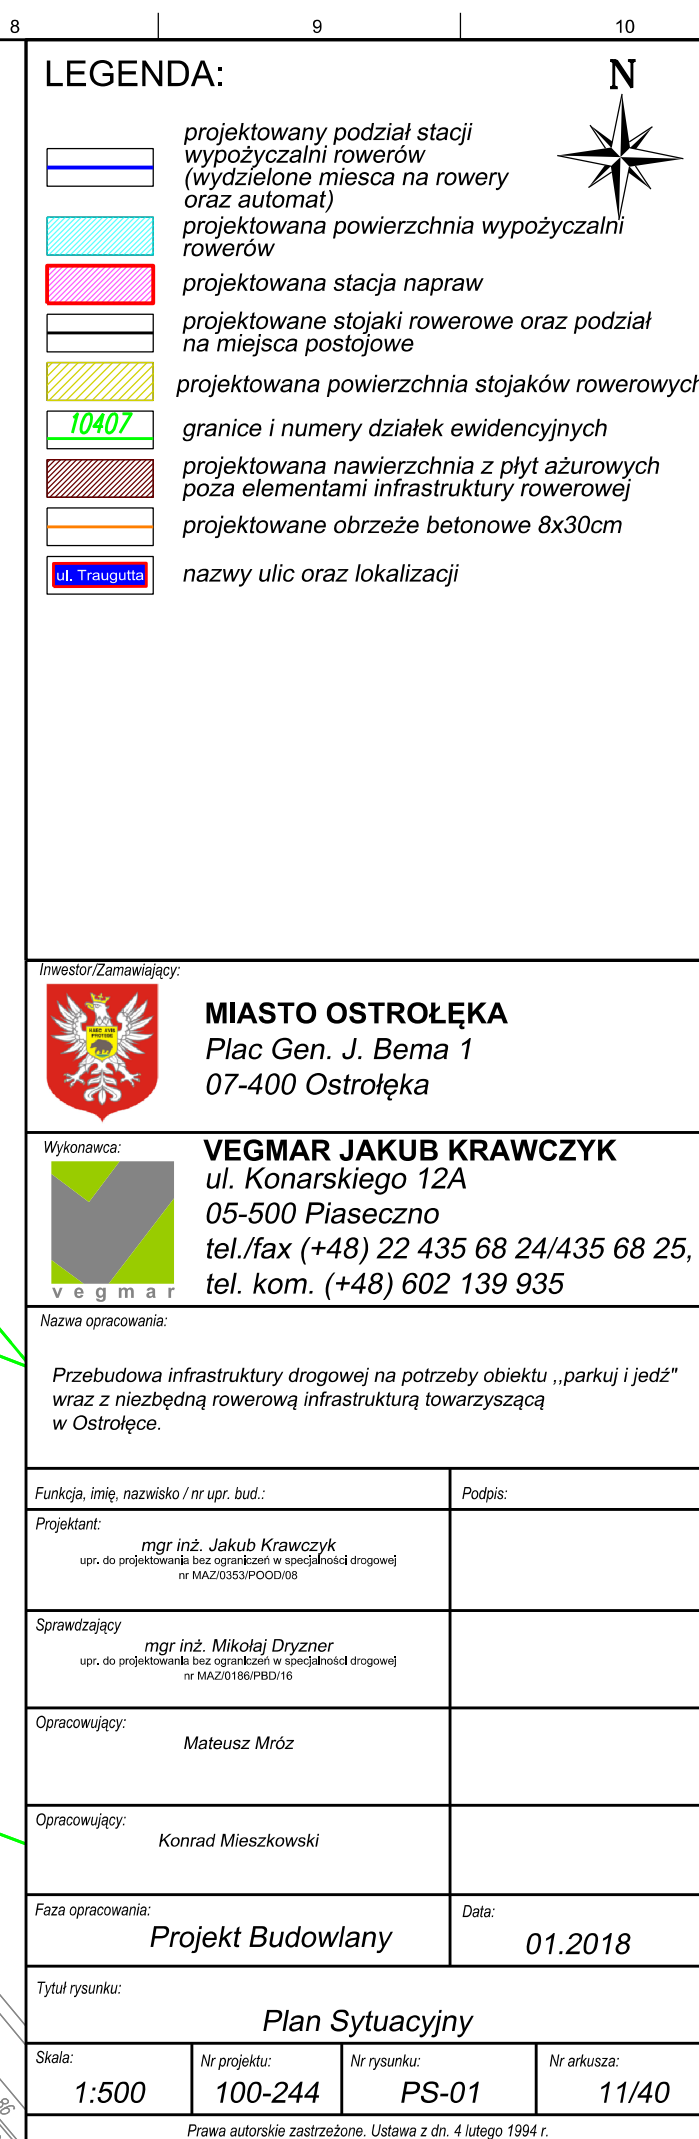 8 9 10
LEGENDA:
N
projektowany podział stacji
wypożyczalni rowerów
(wydzielone miesca na rowery
oraz automat)
projektowana powierzchnia wypożyczalni
rowerów
projektowana stacja napraw
projektowane stojaki rowerowe oraz podział
na miejsca postojowe
projektowana powierzchnia stojaków rowerowych
10407
granice i numery działek ewidencyjnych
projektowana nawierzchnia z płyt ażurowych
poza elementami infrastruktury rowerowej
projektowane obrzeże betonowe 8x30cm
ul. Traugutta
nazwy ulic oraz lokalizacji
Inwestor/Zamawiający:
MIASTO OSTROŁĘKA
Plac Gen. J. Bema 1
07-400 Ostrołęka
Wykonawca:
VEGMAR JAKUB KRAWCZYK
ul. Konarskiego 12A
05-500 Piaseczno
tel./fax (+48) 22 435 68 24/435 68 25,
tel. kom. (+48) 602 139 935
vegmar
Nazwa opracowania:
Przebudowa infrastruktury drogowej na potrzeby obiektu ,,parkuj i jedź"
wraz z niezbędną rowerową infrastrukturą towarzyszącą
w Ostrołęce.
Funkcja, imię, nazwisko / nr upr. bud.:
Podpis:
Projektant:
mgr inż. Jakub Krawczyk
upr. do projektowania bez ograniczeń w specjalności drogowej
nr MAZ/0353/POOD/08
Sprawdzający
mgr inż. Mikołaj Dryzner
upr. do projektowania bez ograniczeń w specjalności drogowej
nr MAZ/0186/PBD/16
Opracowujący:
Mateusz Mróz
Opracowujący:
Konrad Mieszkowski
Faza opracowania:
Projekt Budowlany
Data:
01.2018
Tytuł rysunku:
Plan Sytuacyjny
Skala:
1:500
Nr projektu:
100-244
Nr rysunku:
PS-01
Nr arkusza:
11/40
86
Prawa autorskie zastrzeżone. Ustawa z dn. 4 lutego 1994 r.